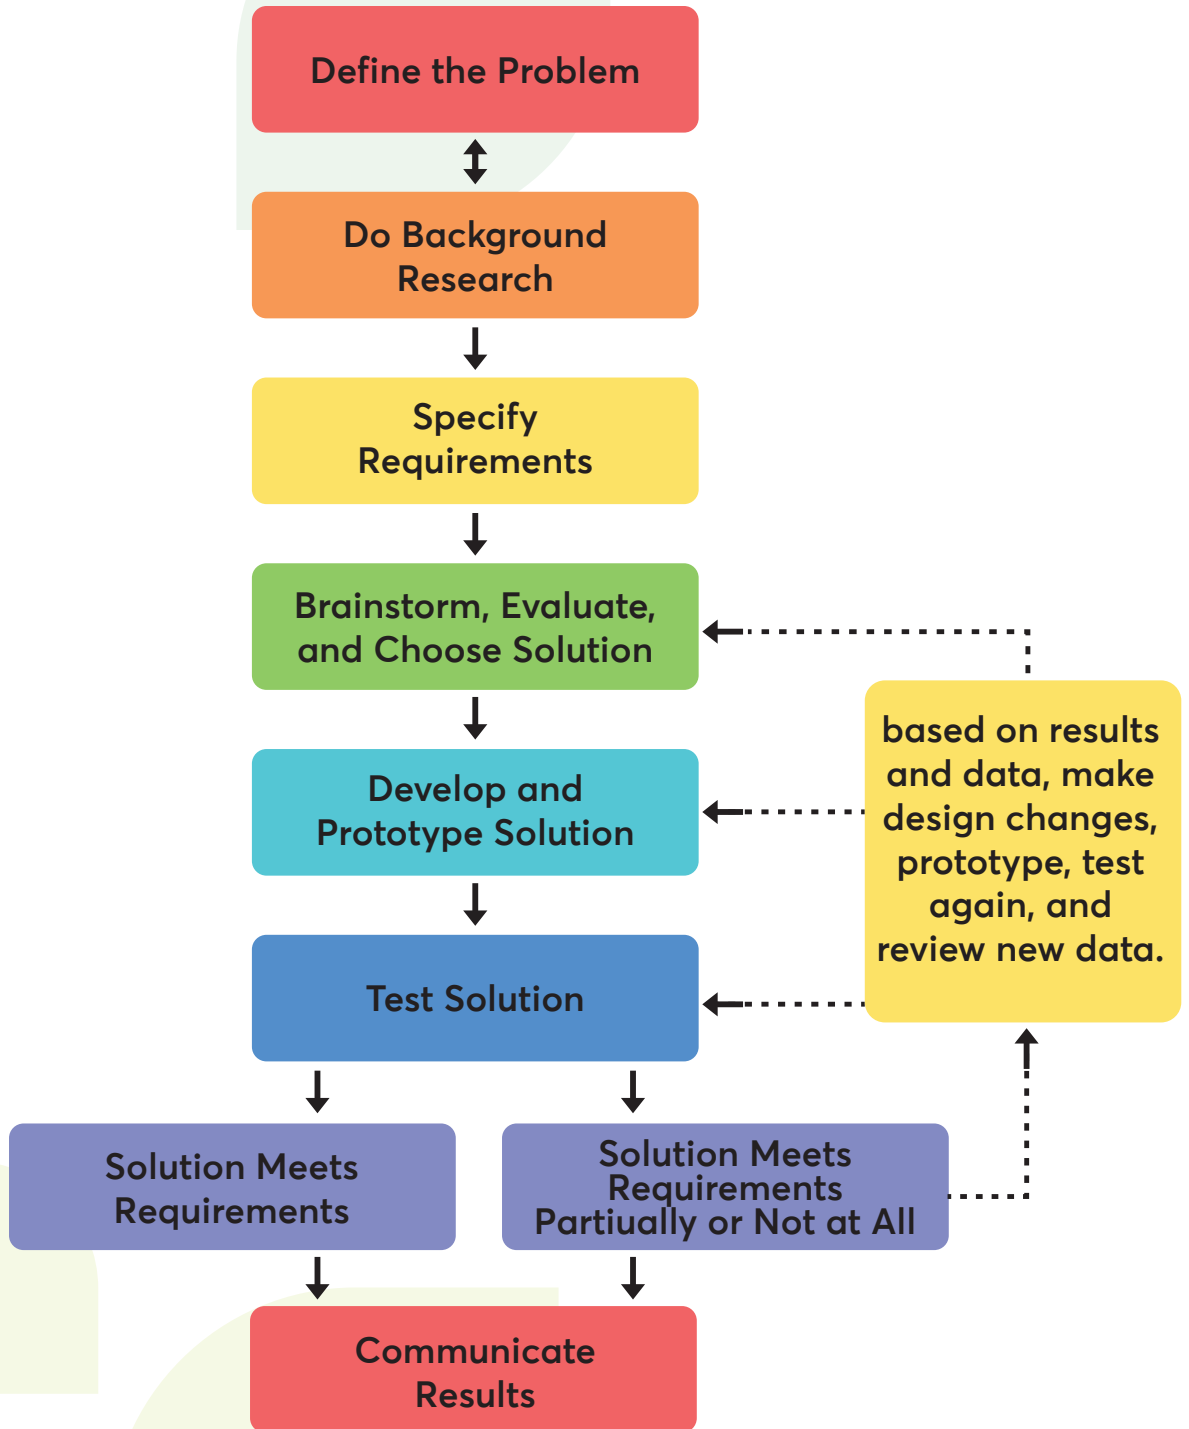 Define the Problem
Do Background
Research
Specify
Requirements
Brainstorm, Evaluate,
and Choose Solution
Develop and
Prototype Solution
based on results
and data, make
design changes,
prototype, test
again, and
review new data.
Test Solution
Solution Meets
Requirements
Solution Meets
Requirements
Partiually or Not at All
Communicate
Results